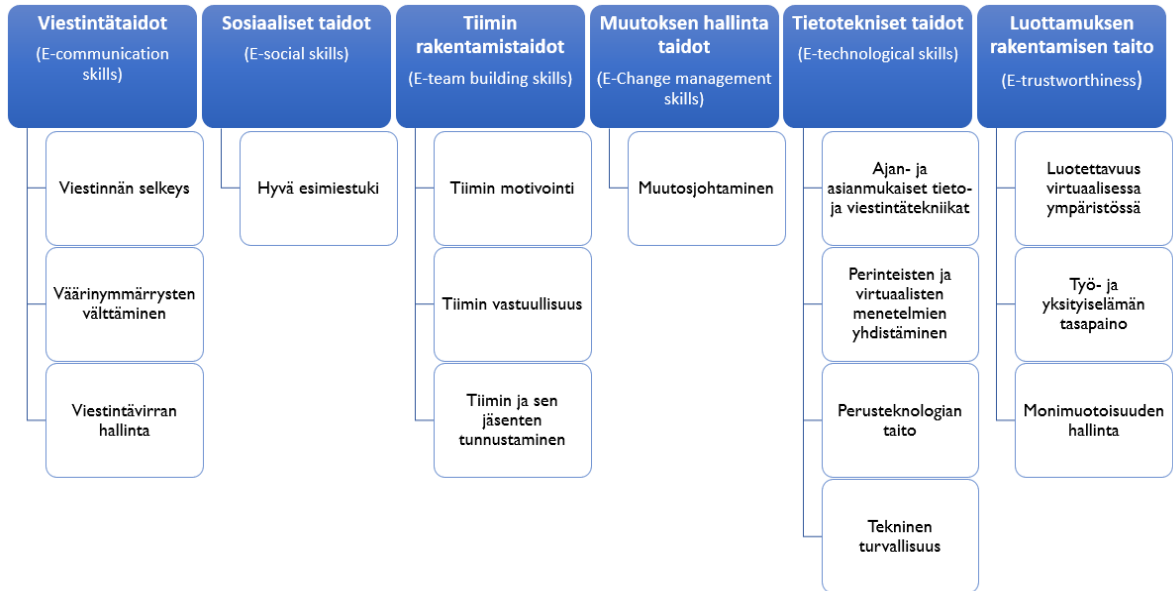 Viestintätaidot
(E-communication
skills)
Viestinnän selkeys
Väärinymmärrysten
välttäminen
Viestintävirran
hallinta
Sosiaaliset taidot
(E-social skills)
Hyvä esimiestuki
Tiimin
rakentamistaidot
(E-team building skills)
Tiimin motivointi
Tiimin vastuullisuus
Tiimin ja sen
jäsenten
tunnustaminen
Muutoksen hallinta
taidot
(E-Change management
skills)
Muutosjohtaminen
Tietotekniset taidot
(E-technological skills)
Ajan- ja
asianmukaiset tieto-
ja viestintätekniikat
Perinteisten ja
virtuaalisten
menetelmien
yhdistäminen
Perusteknologian
taito
Tekninen
turvallisuus
Luottamuksen
rakentamisen taito
(E-trustworthiness)
Luotettavuus
virtuaalisessa
ympäristössä
Työ- ja
yksityiselämän
tasapaino
Monimuotoisuuden
hallinta